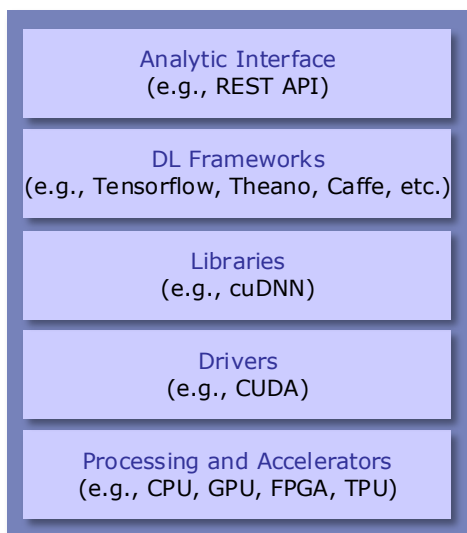 Analytic Interface
(e.g., REST API)
DL Frameworks
(e.g., Tensorflow, Theano, Caffe, etc.)
Libraries
(e.g., cuDNN)
Drivers
(e.g., CUDA)
Processing and Accelerators
(e.g., CPU, GPU, FPGA, TPU)